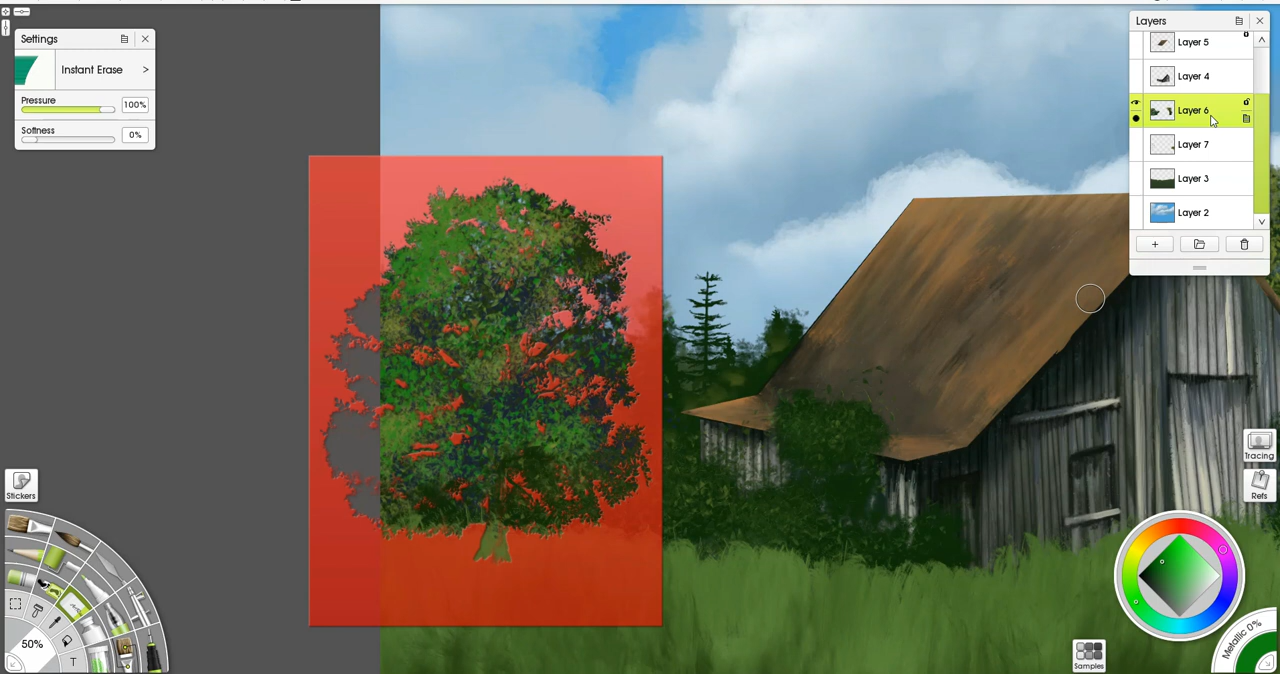 Settings
Instant Erase >
Pressure
100%
Softness
0%
Layers
Layer 5
Layer 4
Layer 6
Layer 7
Layer 3
Layer 2
+
Tracing
Refs
Stickers
50%
T
Samples
Metallic 0%